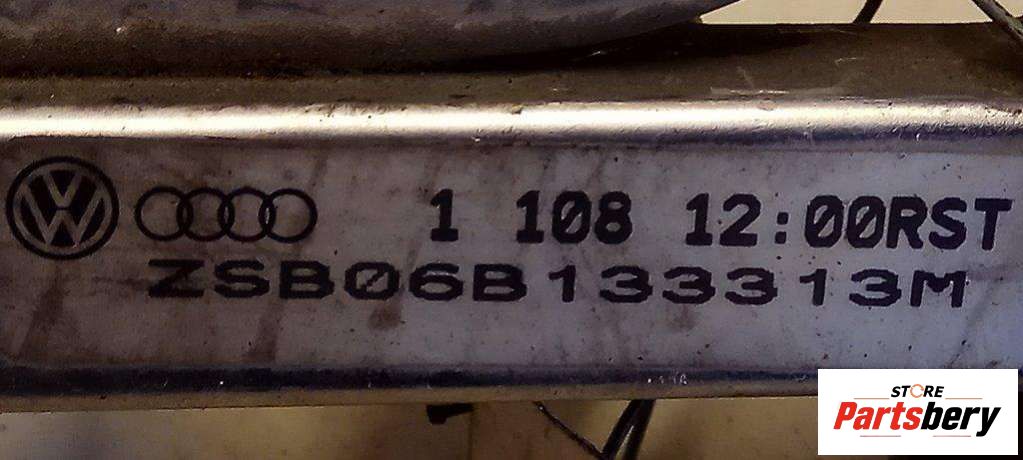 1 108 12:00RST
ZSB06B133313M
STORE
Partsbery